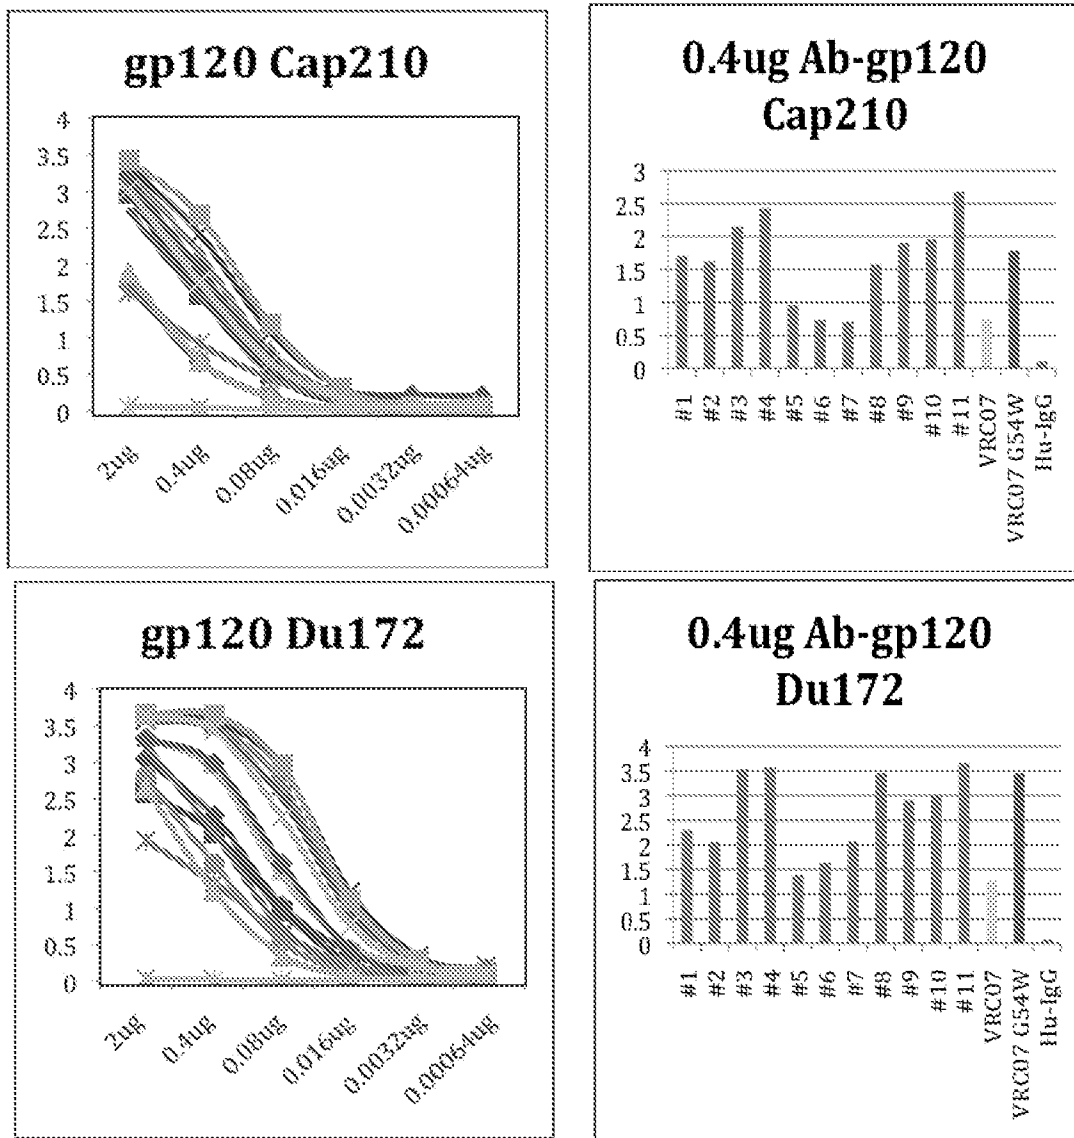 gp120 Cap210
4
3.5
3
2.5
2
1.5
1
0.5
0
2ug
0.4ug
0.08ug
0.016ug
0.0032ug
0.00064ug
0.4ug Ab-gp120
Cap210
3
2.5
2
1.5
1
0.5
0
#1
#2
#3
#4
#5
#6
#7
#8
#9
#10
#11
VRC07
VRC07 G54W
Hu-IgG
gp120 Du172
4
3.5
3
2.5
2
1.5
1
0.5
0
2ug
0.4ug
0.08ug
0.016ug
0.0032ug
0.00064ug
0.4ug Ab-gp120
Du172
4
3.5
3
2.5
2
1.5
1
0.5
0
#1
#2
#3
#4
#5
#6
#7
#8
#9
#10
#11
VRC07
VRC07 G54W
Hu-IgG